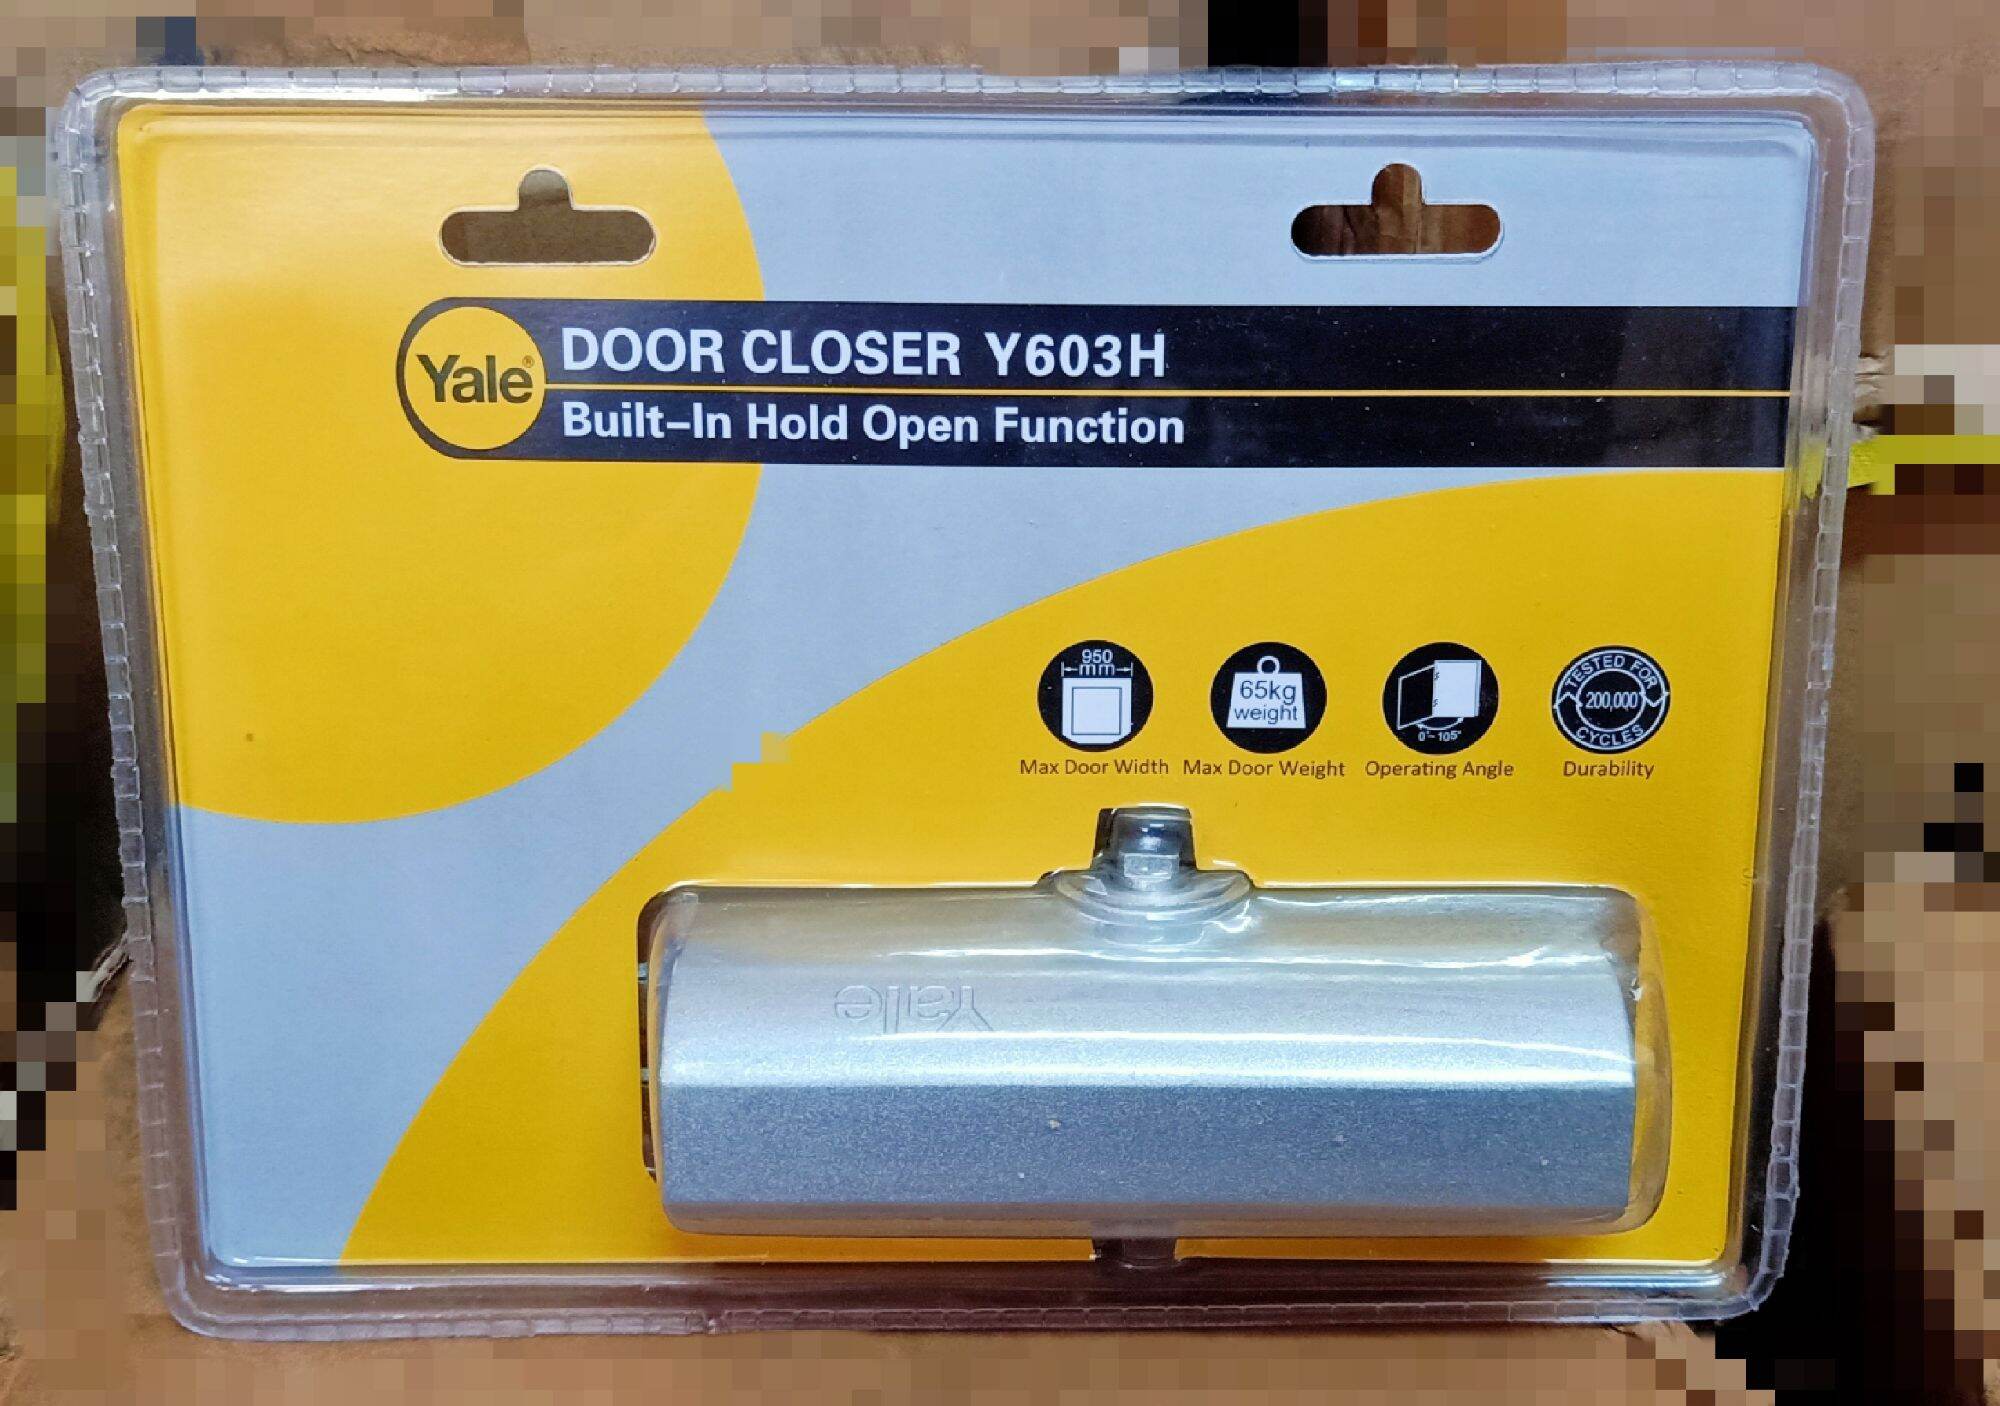 Yale®
DOOR CLOSER Y603H
Built-In Hold Open Function
950
mm
65kg
weight
0°-105°
TESTED FOR
200,000
CYCLES
Max Door Width Max Door Weight Operating Angle Durability
Yale